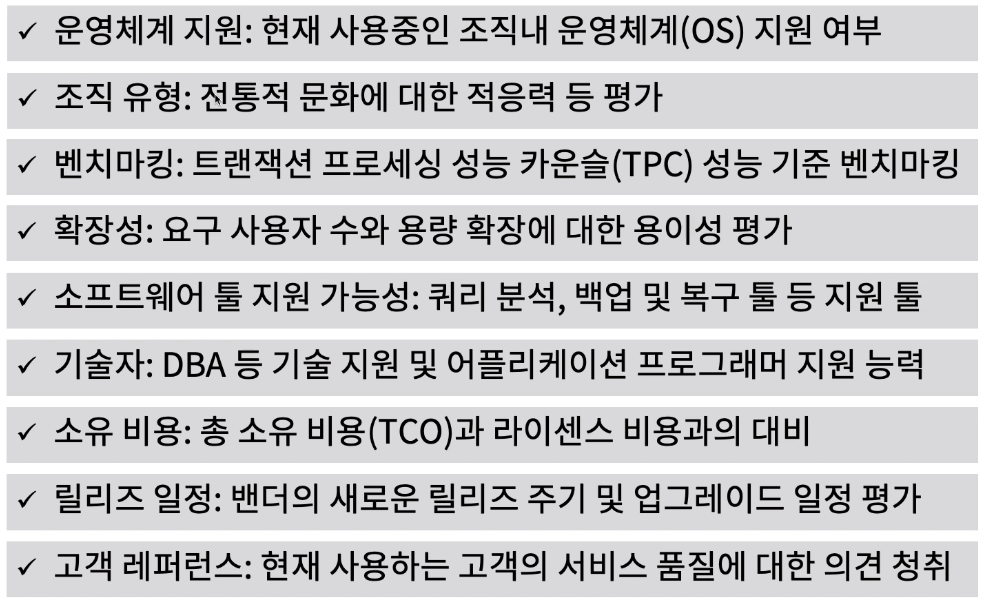 ✓ 운영체계 지원: 현재 사용중인 조직내 운영체계(OS) 지원 여부
✓ 조직 유형: 전통적 문화에 대한 적응력 등 평가
✓ 벤치마킹: 트랜잭션 프로세싱 성능 카운슬(TPC) 성능 기준 벤치마킹
✓ 확장성: 요구 사용자 수와 용량 확장에 대한 용이성 평가
✓ 소프트웨어 툴 지원 가능성: 쿼리 분석, 백업 및 복구 툴 등 지원 툴
✓ 기술자: DBA 등 기술 지원 및 어플리케이션 프로그래머 지원 능력
✓ 소유 비용: 총 소유 비용(TCO)과 라이센스 비용과의 대비
✓ 릴리즈 일정: 밴더의 새로운 릴리즈 주기 및 업그레이드 일정 평가
✓ 고객 레퍼런스: 현재 사용하는 고객의 서비스 품질에 대한 의견 청취